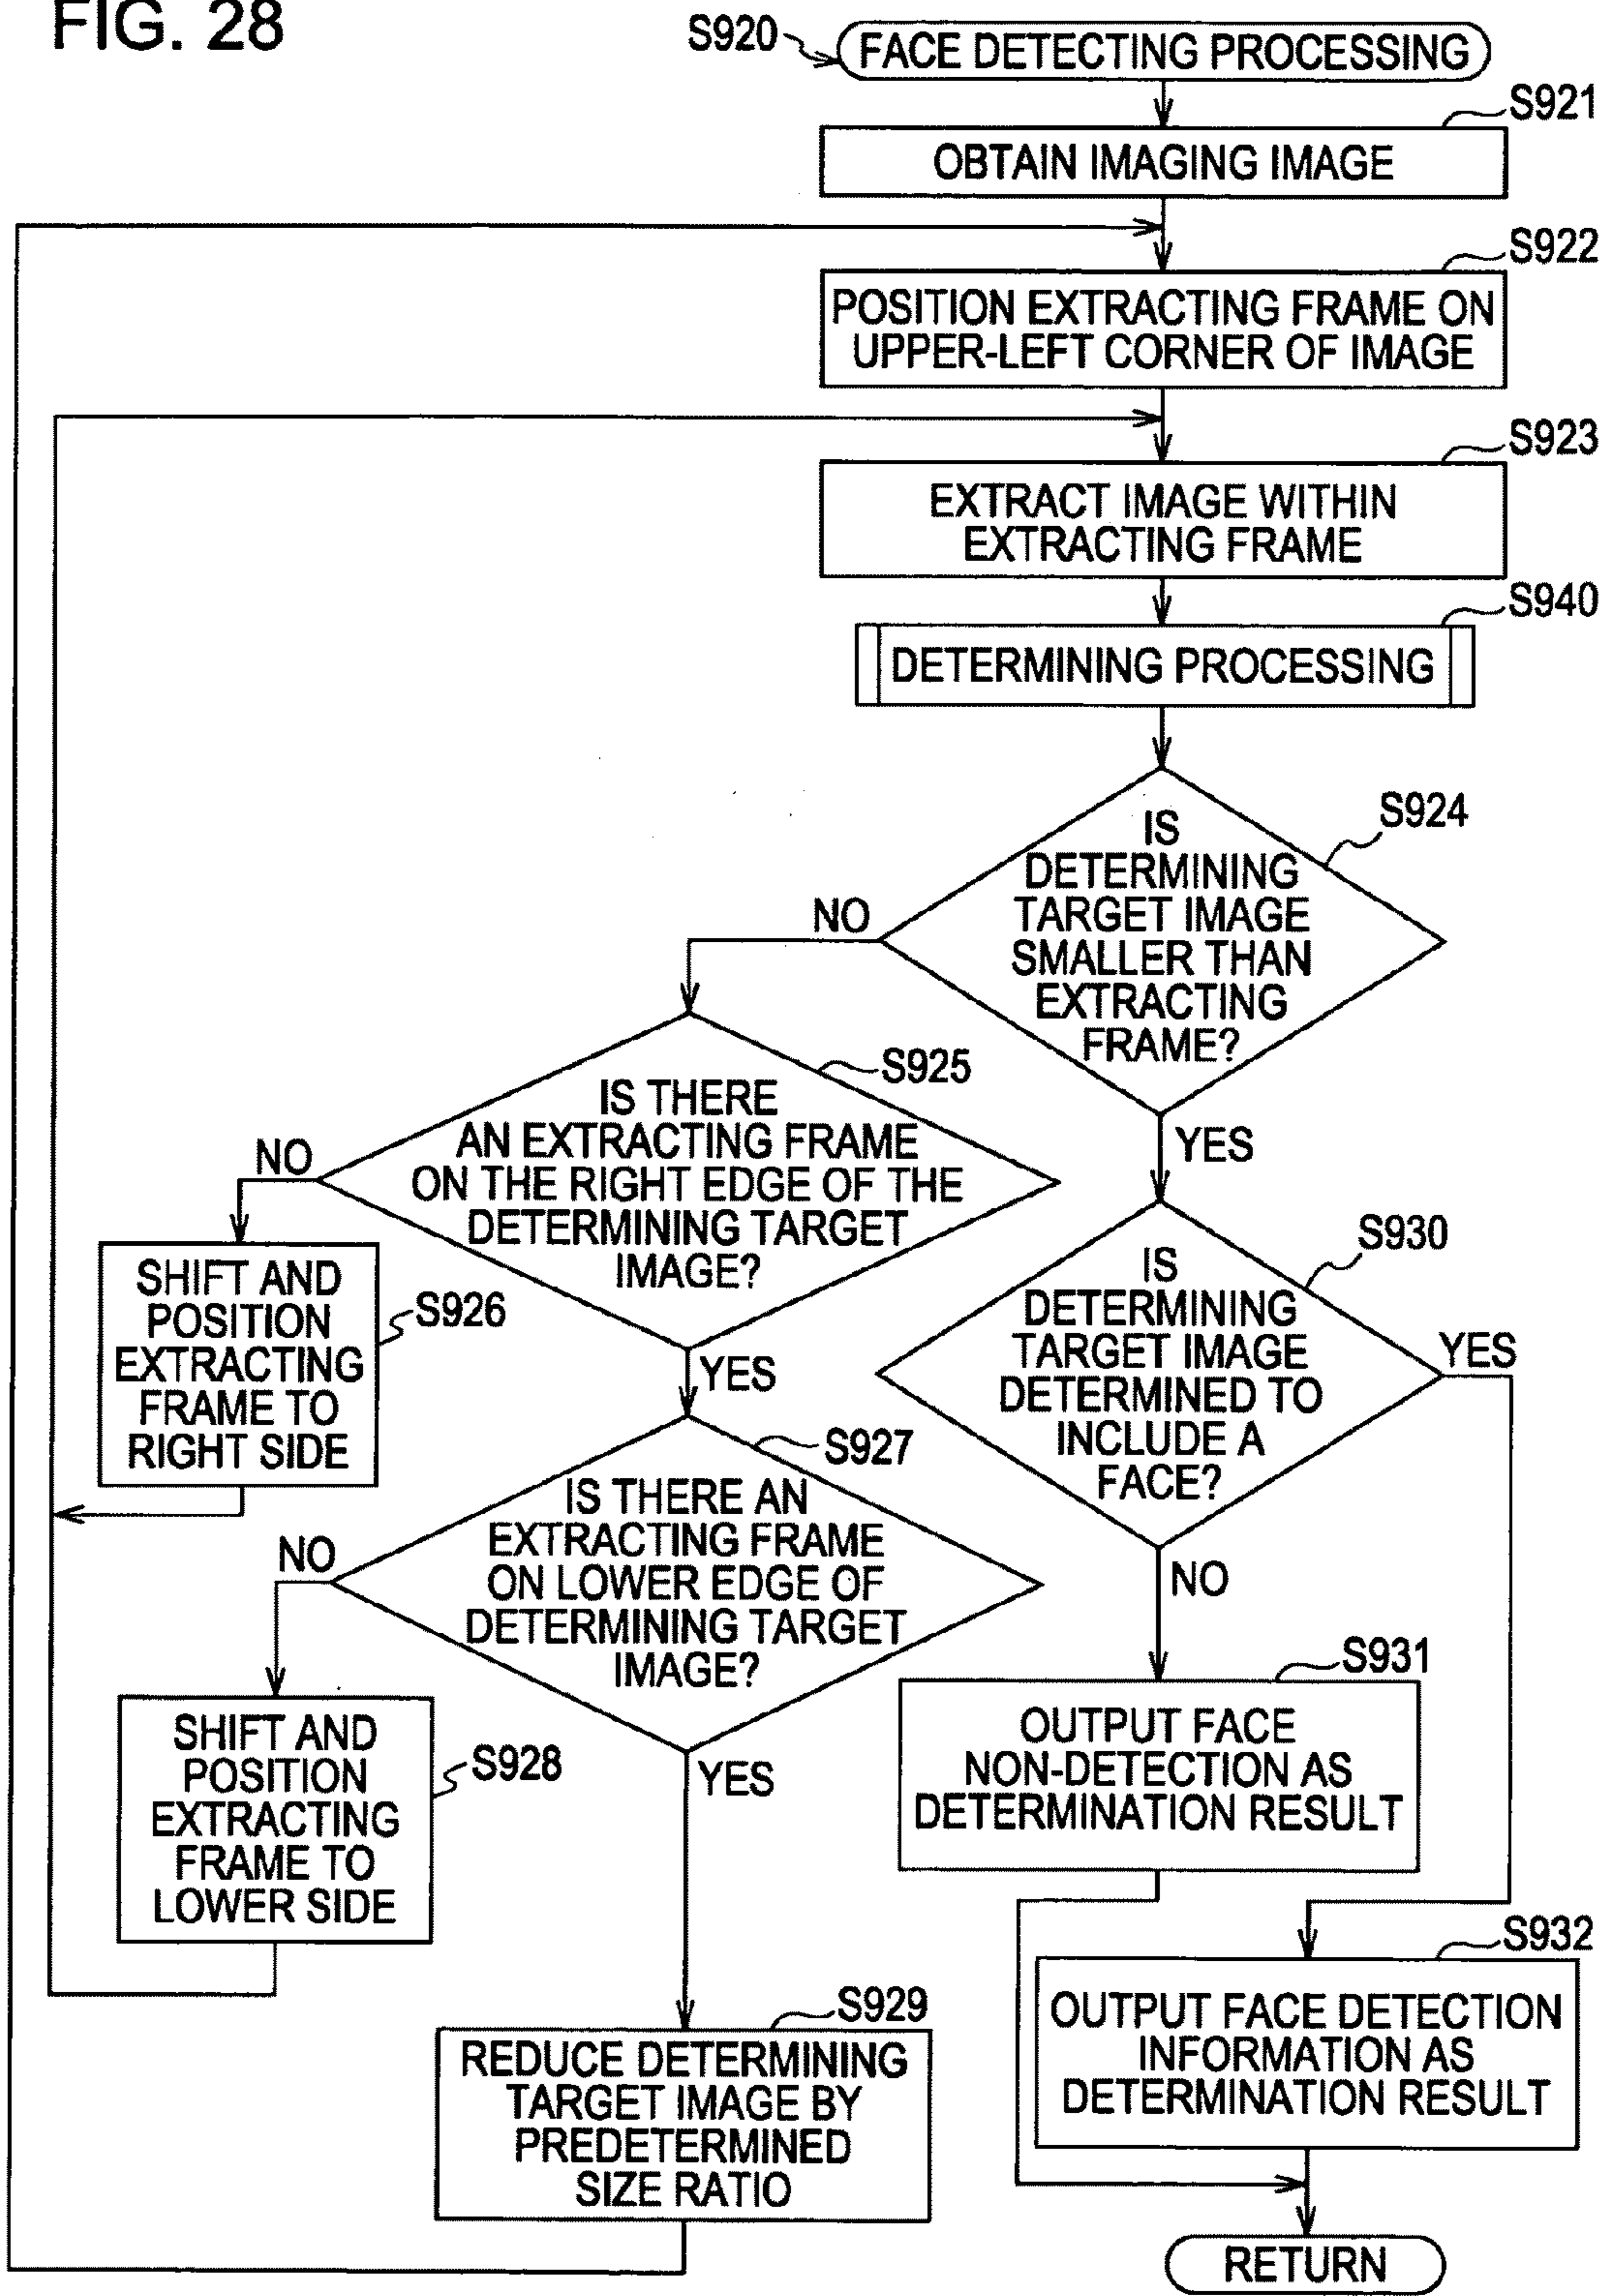 FIG. 28
S920
FACE DETECTING PROCESSING
S921
OBTAIN IMAGING IMAGE
S922
POSITION EXTRACTING FRAME ON
UPPER-LEFT CORNER OF IMAGE
S923
EXTRACT IMAGE WITHIN
EXTRACTING FRAME
S940
DETERMINING PROCESSING
S924
IS
DETERMINING
TARGET IMAGE
SMALLER THAN
EXTRACTING
FRAME?
NO
YES
S925
IS THERE
AN EXTRACTING FRAME
ON THE RIGHT EDGE OF THE
DETERMINING TARGET
IMAGE?
NO
YES
S926
SHIFT AND
POSITION
EXTRACTING
FRAME TO
RIGHT SIDE
S927
IS THERE AN
EXTRACTING FRAME
ON LOWER EDGE OF
DETERMINING TARGET
IMAGE?
NO
YES
S928
SHIFT AND
POSITION
EXTRACTING
FRAME TO
LOWER SIDE
S929
REDUCE DETERMINING
TARGET IMAGE BY
PREDETERMINED
SIZE RATIO
S930
IS
DETERMINING
TARGET IMAGE
DETERMINED TO
INCLUDE A
FACE?
YES
NO
S931
OUTPUT FACE
NON-DETECTION AS
DETERMINATION RESULT
S932
OUTPUT FACE DETECTION
INFORMATION AS
DETERMINATION RESULT
RETURN